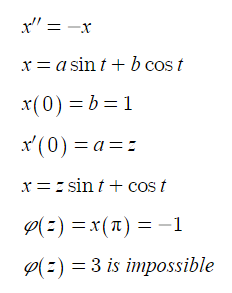 x″ = −x
x = a sin t + b cos t
x(0) = b = 1
x′(0) = a = z
x = z sin t + cos t
φ(z) = x(π) = −1
φ(z) = 3 is impossible